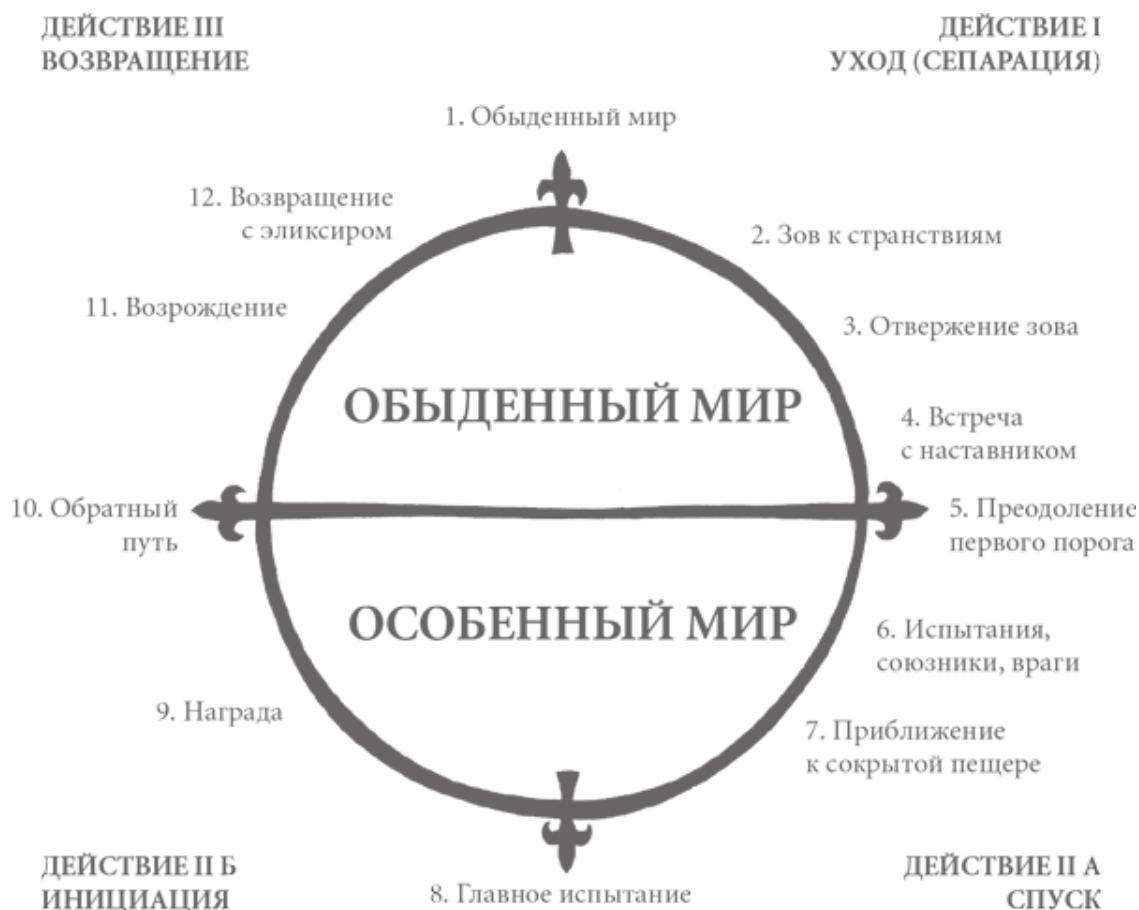 ДЕЙСТВИЕ III
ВОЗВРАЩЕНИЕ
ДЕЙСТВИЕ I
УХОД (СЕПАРАЦИЯ)
1. Обыденный мир
12. Возвращение
с эликсиром
2. Зов к странствиям
11. Возрождение
3. Отвержение зова
ОБЫДЕННЫЙ МИР
4. Встреча
с наставником
10. Обратный
путь
5. Преодоление
первого порога
ОСОБЕННЫЙ МИР
6. Испытания,
союзники, враги
9. Награда
7. Приближение
к сокрытой пещере
ДЕЙСТВИЕ II Б
ИНИЦИАЦИЯ
8. Главное испытание
ДЕЙСТВИЕ II А
СПУСК